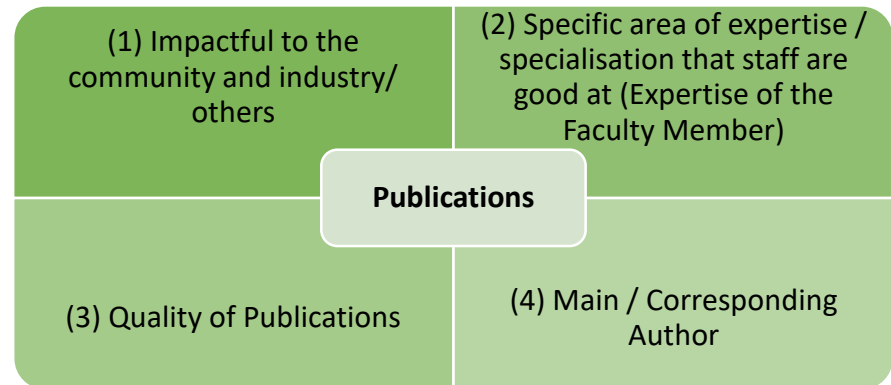 (1) Impactful to the
community and industry/
others
(2) Specific area of expertise /
specialisation that staff are
good at (Expertise of the
Faculty Member)
Publications
(3) Quality of Publications
(4) Main / Corresponding
Author